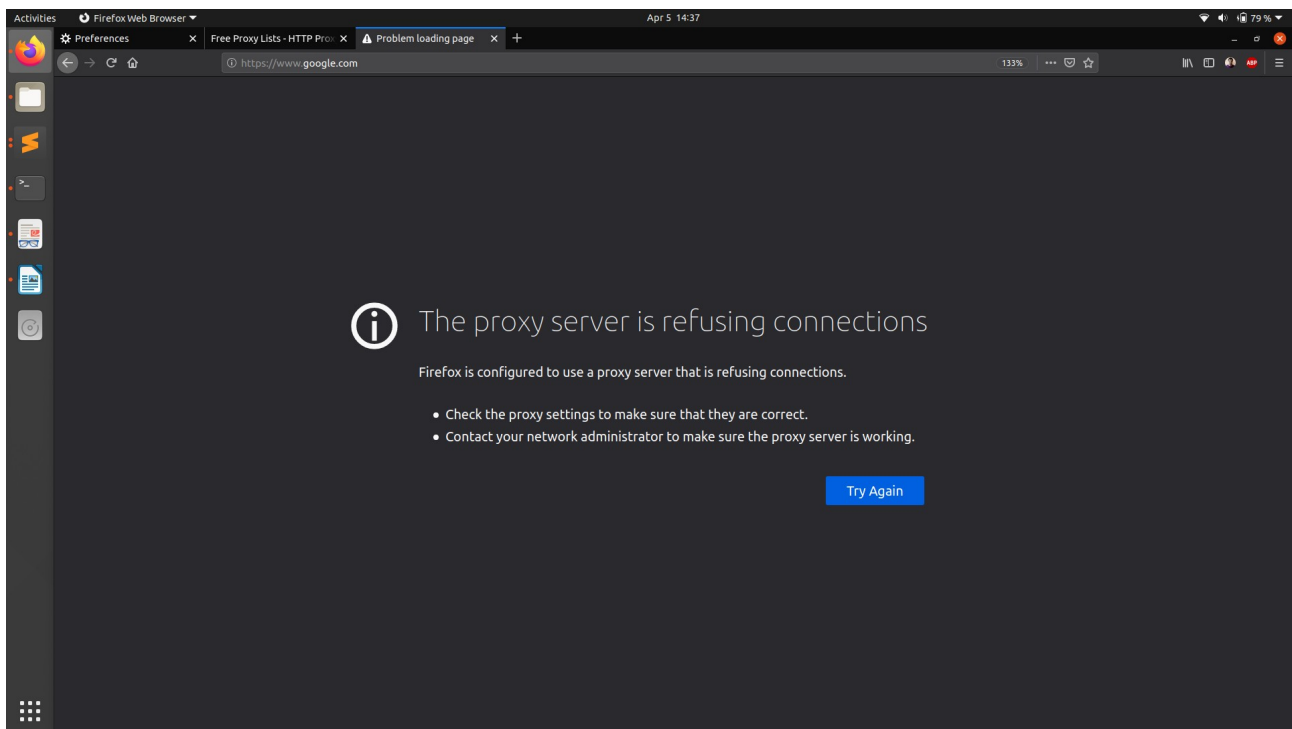 Activities Firefox Web Browser Apr 5 14:37 79 %
Preferences Free Proxy Lists - HTTP Prox Problem loading page
https://www.google.com 133% ABP
>_
The proxy server is refusing connections
Firefox is configured to use a proxy server that is refusing connections.
• Check the proxy settings to make sure that they are correct.
• Contact your network administrator to make sure the proxy server is working.
Try Again